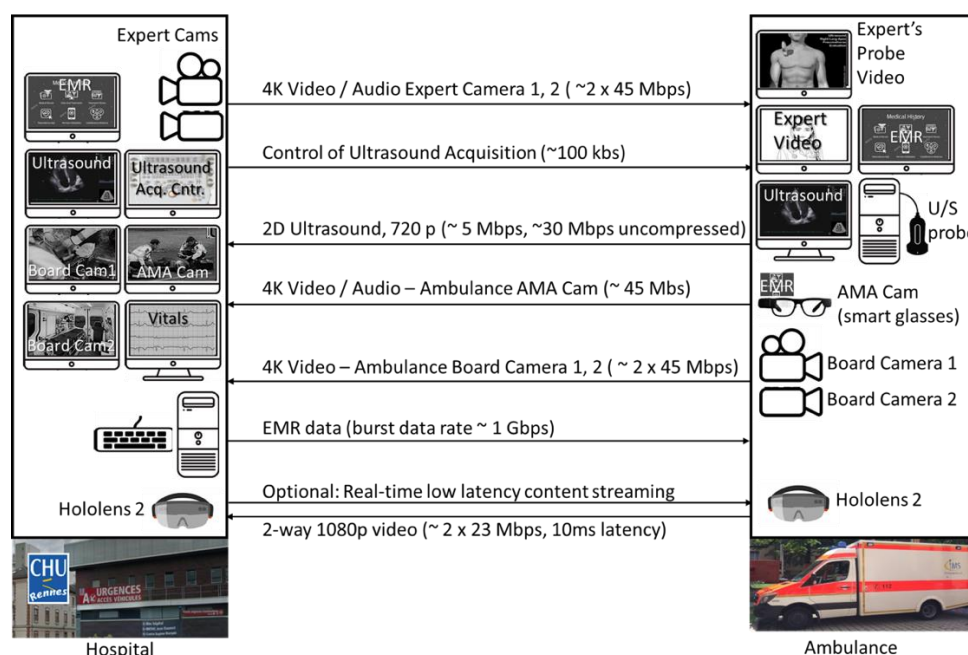 Expert Cams
EMR
Ultrasound
Ultrasound
Acq. Cntr.
Board Cam1
AMA Cam
Board Cam2
Vitals
Hololens 2
CHU
Rennes
URGENCES
ACCÈS VÉHICULES
Hospital
4K Video / Audio Expert Camera 1, 2 ( ~2 x 45 Mbps)
Control of Ultrasound Acquisition (~100 kbs)
2D Ultrasound, 720 p (~ 5 Mbps, ~30 Mbps uncompressed)
4K Video / Audio – Ambulance AMA Cam (~ 45 Mbs)
4K Video – Ambulance Board Camera 1, 2 ( ~ 2 x 45 Mbps)
EMR data (burst data rate ~ 1 Gbps)
Optional: Real-time low latency content streaming
2-way 1080p video (~ 2 x 23 Mbps, 10ms latency)
Expert's
Probe
Video
Expert
Video
Medical History
EMR
Ultrasound
U/S
probe
EMR
AMA Cam
(smart glasses)
Board Camera 1
Board Camera 2
Hololens 2
112
Ambulance